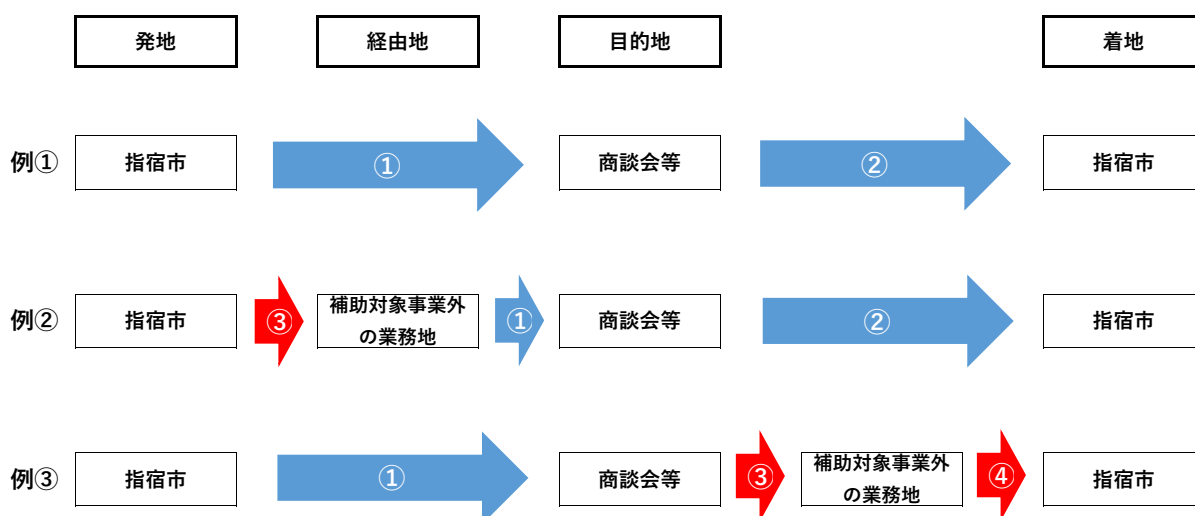 発地 経由地 目的地 着地
例① 指宿市 ① 商談会等 ② 指宿市
例② 指宿市 ③ 補助対象事業外
の業務地 ① 商談会等 ② 指宿市
例③ 指宿市 ① 商談会等 ③ 補助対象事業外
の業務地 ④ 指宿市